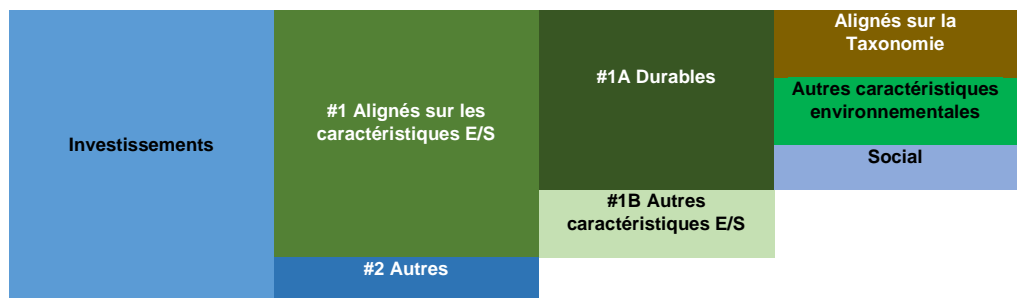 Investissements
#1 Alignés sur les
caractéristiques E/S
#2 Autres
#1A Durables
#1B Autres
caractéristiques E/S
Alignés sur la
Taxonomie
Autres caractéristiques
environnementales
Social